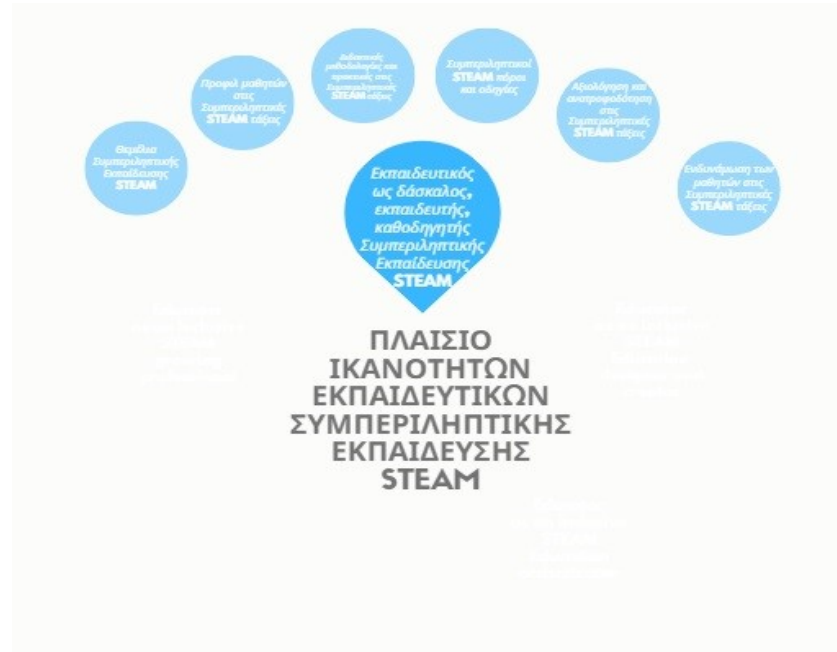 Θεμέλια
Συμπεριληπτικής
Εκπαίδευσης
STEAM
Προφιλ μαθητών
στις
Συμπεριληπτικές
STEAM τάξεις
Διδακτικές
μεθοδολογίες και
πρακτικές στις
Συμπεριληπτικές
STEAM τάξεις
Συμπεριληπτικοί
STEAM πόροι
και οδηγίες
Αξιολόγηση και
ανατροφοδότηση
στις
Συμπεριληπτικές
STEAM τάξεις
Ενδυνάμωση των
μαθητών στις
Συμπεριληπτικές
STEAM τάξεις
Εκπαιδευτικός
ως δάσκαλος,
εκπαιδευτής,
καθοδηγητής
Συμπεριληπτικής
Εκπαίδευσης
STEAM
ΠΛΑΙΣΙΟ
ΙΚΑΝΟΤΗΤΩΝ
ΕΚΠΑΙΔΕΥΤΙΚΩΝ
ΣΥΜΠΕΡΙΛΗΠΤΙΚΗΣ
ΕΚΠΑΙΔΕΥΣΗΣ
STEAM